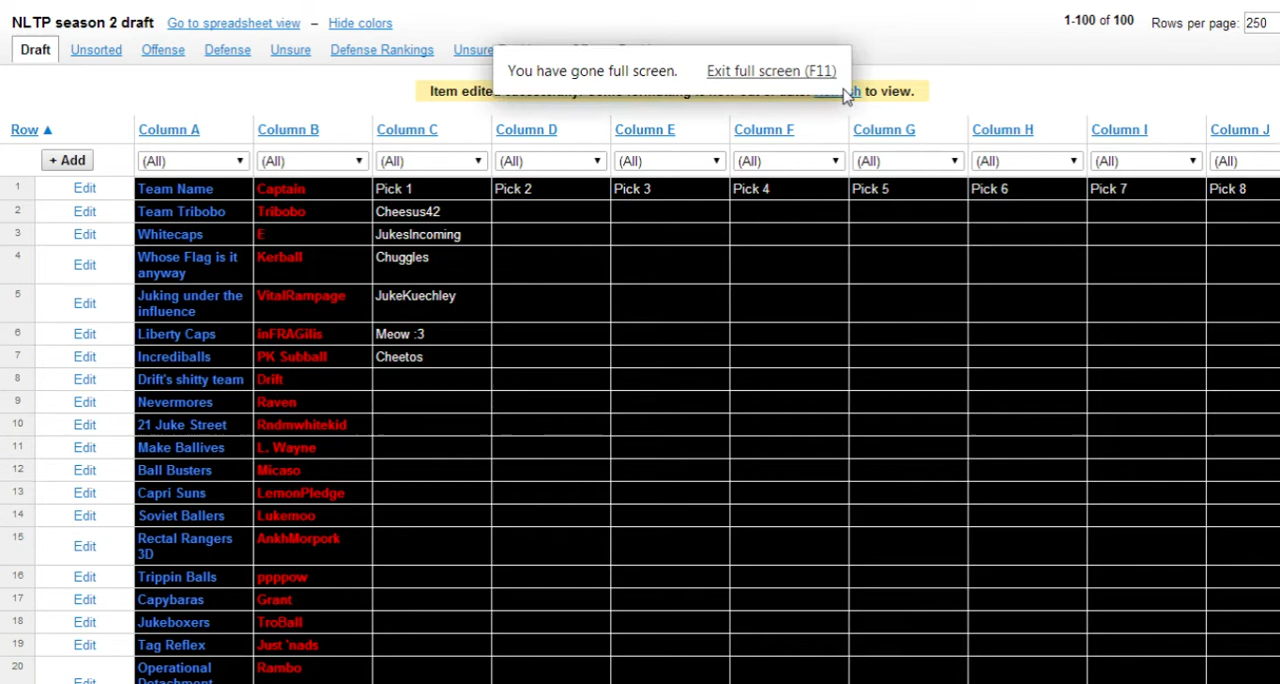 NLTP season 2 draft Go to spreadsheet view – Hide colors 1-100 of 100 Rows per page: 250
Draft Unsorted Offense Defense Unsure Defense Rankings Unsure
You have gone full screen. Exit full screen (F11)
Item edited to view.
Row ▲ Column A Column B Column C Column D Column E Column F Column G Column H Column I Column J
+ Add (All) (All) (All) (All) (All) (All) (All) (All) (All) (All)
1 Edit Team Name Captain Pick 1 Pick 2 Pick 3 Pick 4 Pick 5 Pick 6 Pick 7 Pick 8
2 Edit Team Tribobo Tribobo Cheesus42
3 Edit Whitecaps E JukesIncoming
4 Edit Whose Flag is it Kerball Chuggles
anyway
5 Edit Juking under the VitalRampage JukeKuechley
influence
6 Edit Liberty Caps inFRAGilis Meow :3
7 Edit Incrediballs PK Subball Cheetos
8 Edit Drift's shitty team Drift
9 Edit Nevermores Raven
10 Edit 21 Juke Street Rndmwhitekid
11 Edit Make Ballives L. Wayne
12 Edit Ball Busters Micaso
13 Edit Capri Suns LemonPledge
14 Edit Soviet Ballers Lukemoo
15 Edit Rectal Rangers AnkhMorpork
3D
16 Edit Trippin Balls ppppow
17 Edit Capybaras Grant
18 Edit Jukeboxers TroBall
19 Edit Tag Reflex Just 'nads
20 Edit Operational Rambo
Detachment